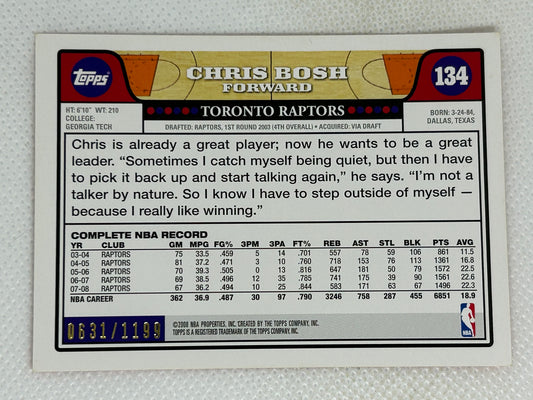 Topps
CHRIS BOSH
FORWARD
134
HT: 6'10" WT: 210
COLLEGE:
GEORGIA TECH
TORONTO RAPTORS
DRAFTED: RAPTORS, 1ST ROUND 2003 (4TH OVERALL) • ACQUIRED: VIA DRAFT
BORN: 3-24-84,
DALLAS, TEXAS
Chris is already a great player; now he wants to be a great
leader. “Sometimes I catch myself being quiet, but then I have
to pick it back up and start talking again,” he says. “I’m not a
talker by nature. So I know I have to step outside of myself —
because I really like winning.”
COMPLETE NBA RECORD
YR CLUB GM MPG FG% 3PM 3PA FT% REB AST STL BLK PTS AVG
03-04 RAPTORS 75 33.5 .459 5 14 .701 557 78 59 106 861 11.5
04-05 RAPTORS 81 37.2 .471 3 10 .760 718 153 76 113 1361 16.8
05-06 RAPTORS 70 39.3 .505 0 13 .816 647 181 50 79 1572 22.5
06-07 RAPTORS 69 38.5 .496 12 35 .785 741 175 39 90 1561 22.6
07-08 RAPTORS 67 36.2 .494 10 25 .844 583 171 63 67 1496 22.3
NBA CAREER 362 36.9 .487 30 97 .790 3246 758 287 455 6851 18.9
0631/1199
©2008 NBA PROPERTIES, INC. CREATED BY THE TOPPS COMPANY, INC.
TOPPS IS A REGISTERED TRADEMARK OF THE TOPPS COMPANY, INC.
NBA